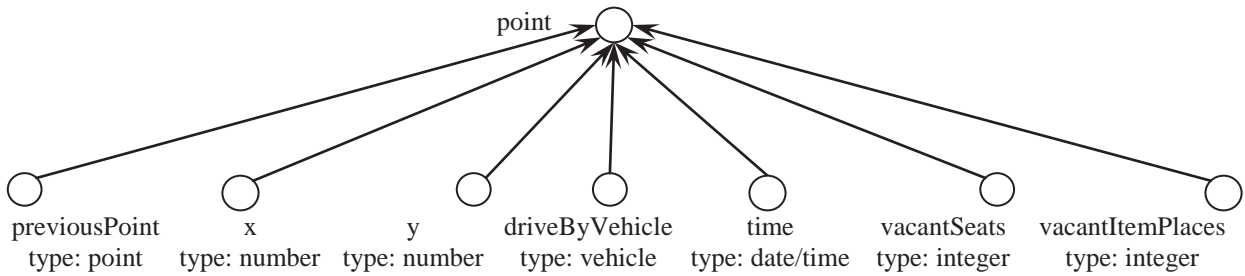 point
previousPoint x y driveByVehicle time vacantSeats vacantItemPlaces
type: point type: number type: number type: vehicle type: date/time type: integer type: integer